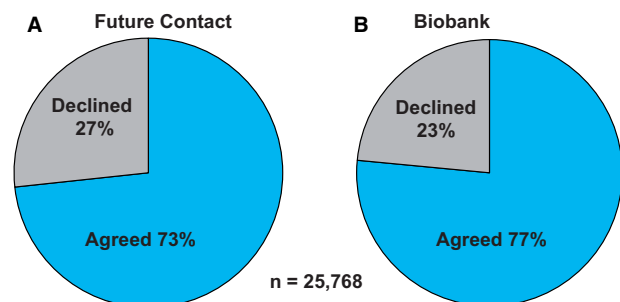 A Future Contact
Declined
27%
Agreed 73%
B Biobank
Declined
23%
Agreed 77%
n = 25,768